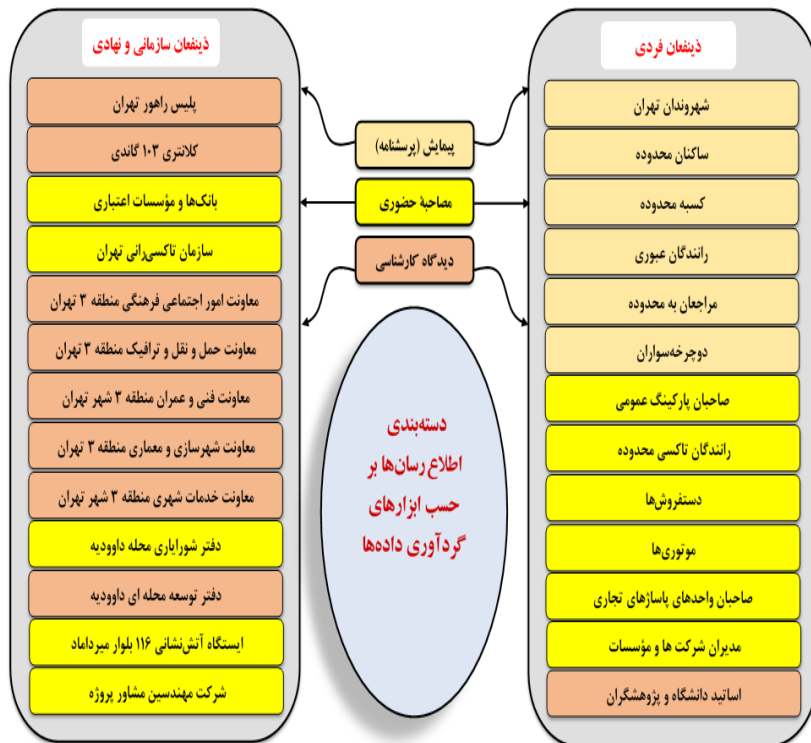 ذینفعان فردی
شهروندان تهران
ساکنان محدوده
کسبه محدوده
رانندگان عبوری
مراجعان به محدوده
دوچرخه‌سواران
صاحبان پارکینگ عمومی
رانندگان تاکسی محدوده
دستفروش‌ها
موتوری‌ها
صاحبان واحدهای پاساژهای تجاری
مدیران شرکت ها و مؤسسات
اساتید دانشگاه و پژوهشگران
پیمایش (پرسشنامه)
مصاحبهٔ حضوری
دیدگاه کارشناسی
دسته‌بندی
اطلاع رسان‌ها بر
حسب ابزارهای
گردآوری داده‌ها
ذینفعان سازمانی و نهادی
پلیس راهور تهران
کلانتری ۱۰۳ گاندی
بانک‌ها و مؤسسات اعتباری
سازمان تاکسی‌رانی تهران
معاونت امور اجتماعی فرهنگی منطقه ۳ تهران
معاونت حمل و نقل و ترافیک منطقه ۳ تهران
معاونت فنی و عمران منطقه ۳ شهر تهران
معاونت شهرسازی و معماری منطقه ۳ تهران
معاونت خدمات شهری منطقه ۳ شهر تهران
دفتر شورایاری محله داوودیه
دفتر توسعه محله ای داوودیه
ایستگاه آتش‌نشانی ۱۱۶ بلوار میرداماد
شرکت مهندسین مشاور پروژه